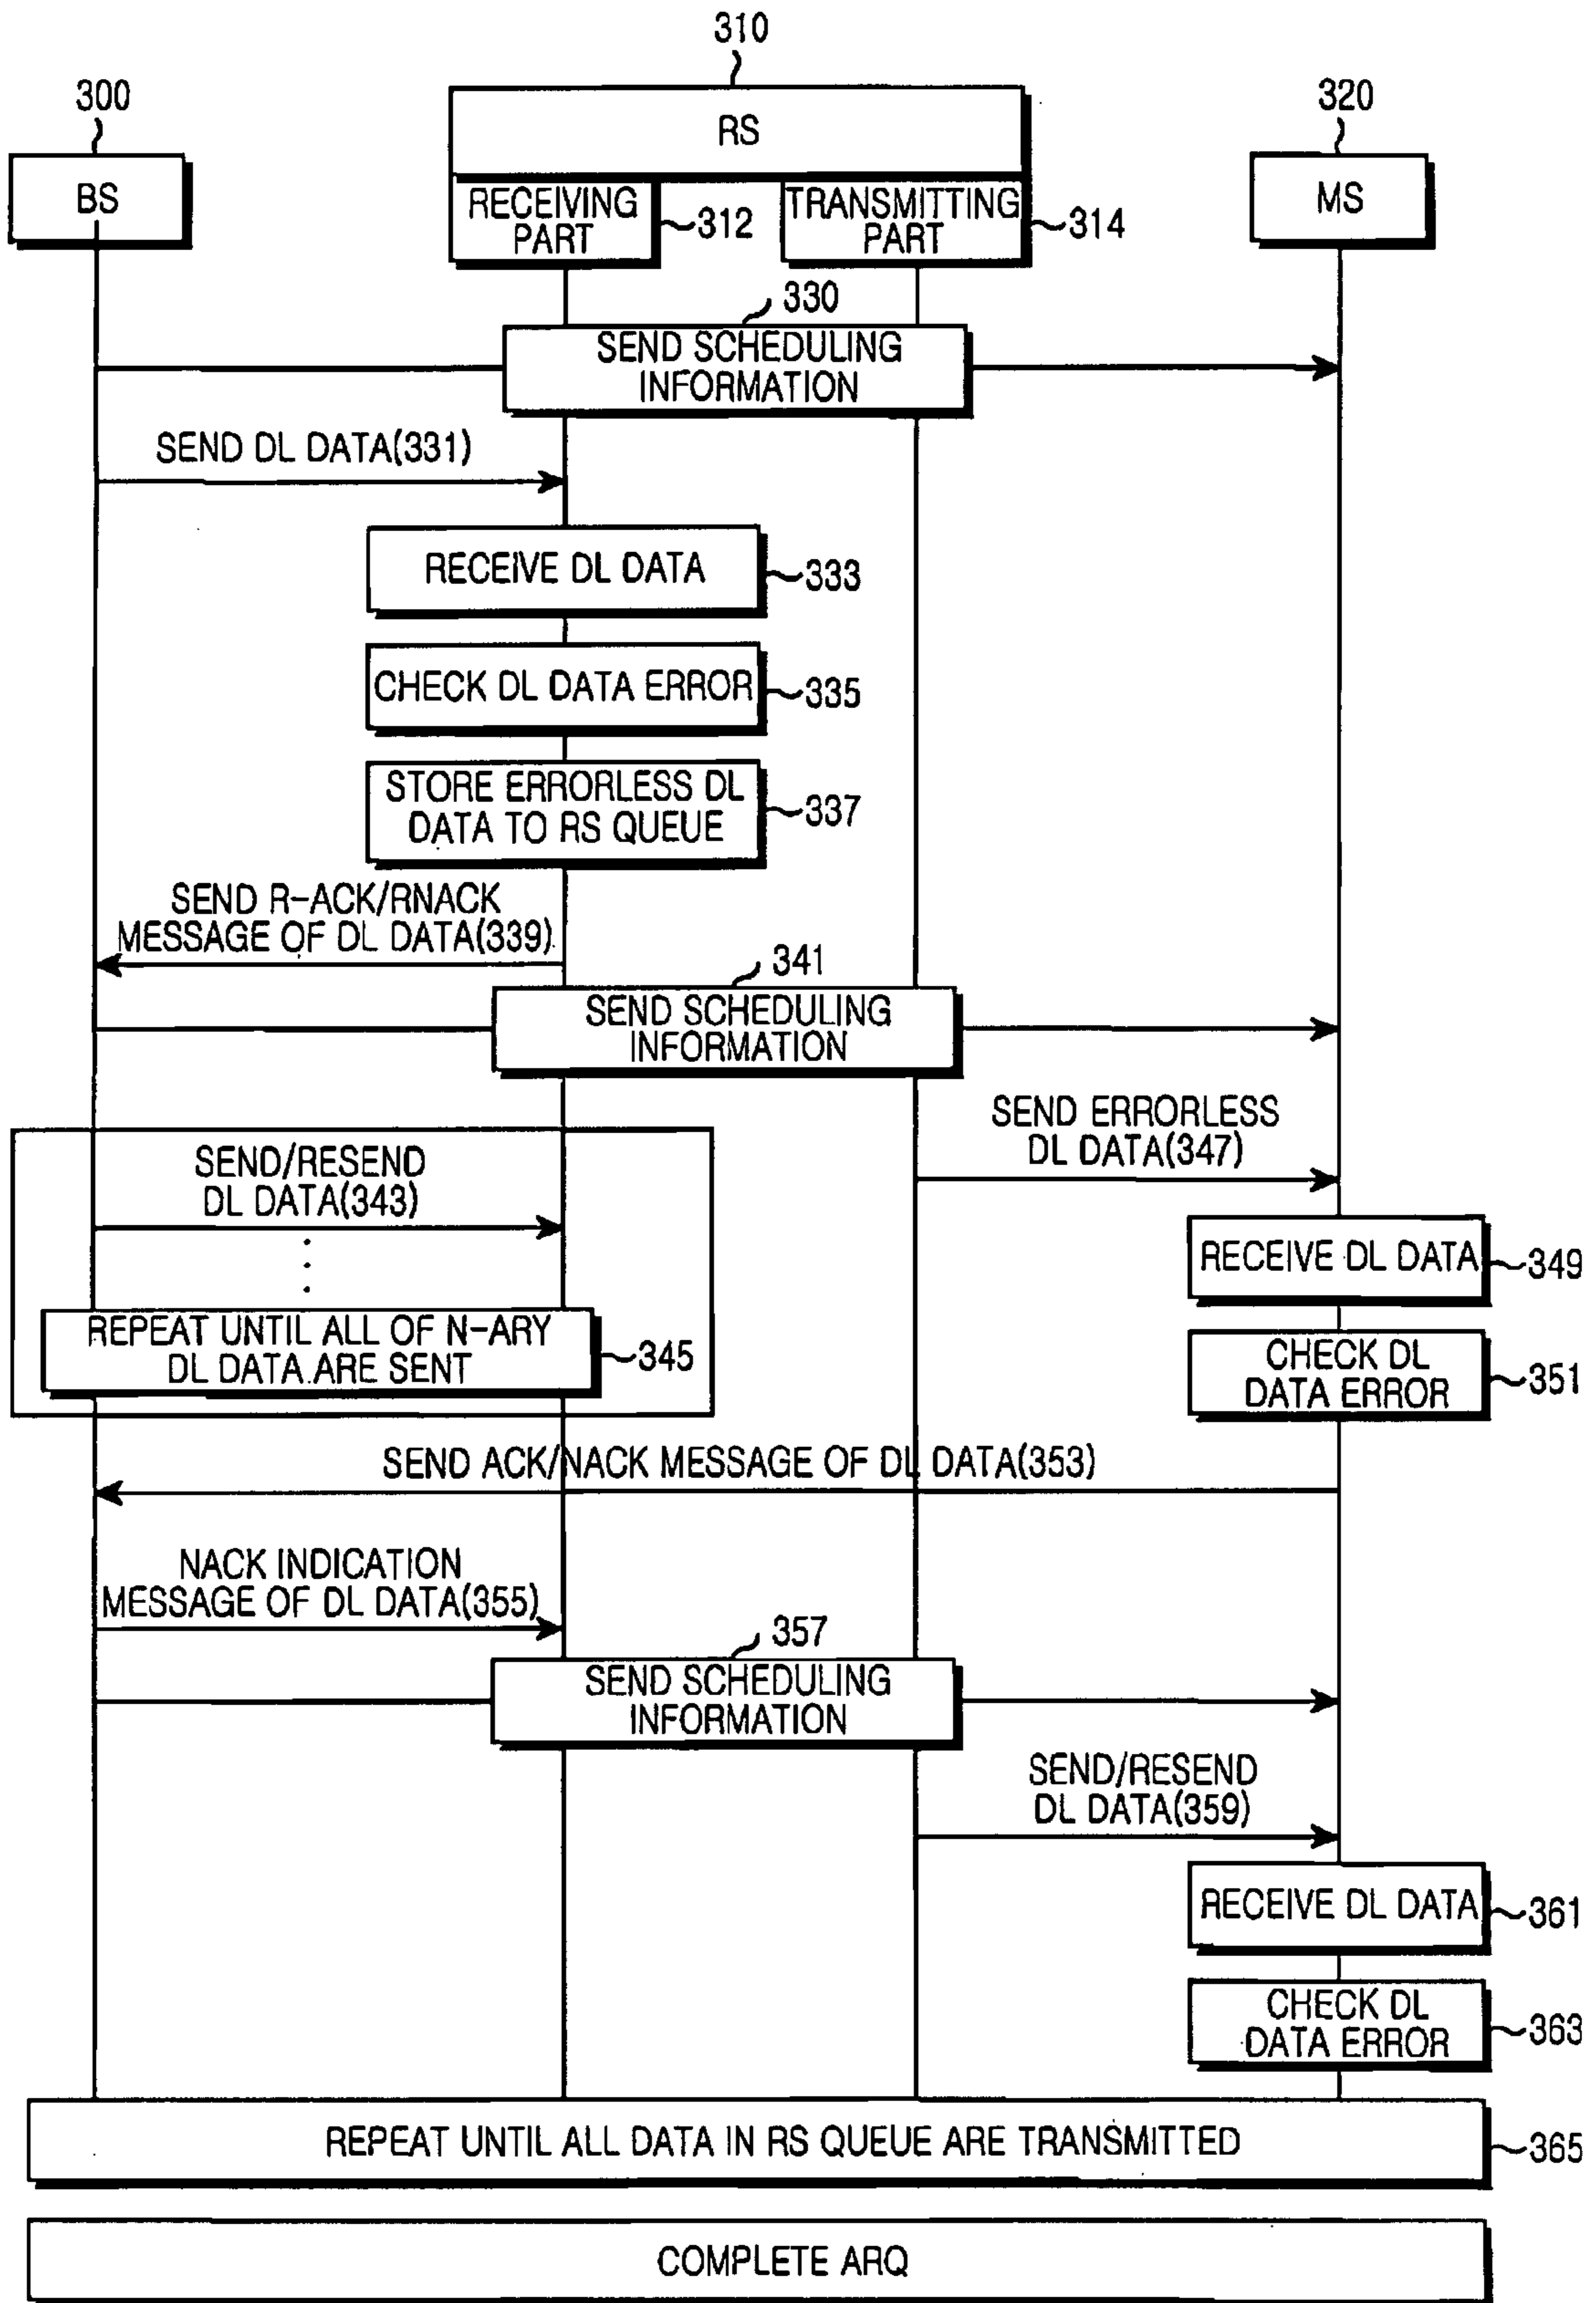 310
300
320
RS
BS
MS
RECEIVING
PART
312
TRANSMITTING
PART
314
330
SEND SCHEDULING
INFORMATION
SEND DL DATA(331)
RECEIVE DL DATA
333
CHECK DL DATA ERROR
335
STORE ERRORLESS DL
DATA TO RS QUEUE
337
SEND R-ACK/RNACK
MESSAGE OF DL DATA(339)
341
SEND SCHEDULING
INFORMATION
SEND ERRORLESS
DL DATA(347)
SEND/RESEND
DL DATA(343)
RECEIVE DL DATA
349
REPEAT UNTIL ALL OF N-ARY
DL DATA ARE SENT
345
CHECK DL
DATA ERROR
351
SEND ACK/NACK MESSAGE OF DL DATA(353)
NACK INDICATION
MESSAGE OF DL DATA(355)
357
SEND SCHEDULING
INFORMATION
SEND/RESEND
DL DATA(359)
RECEIVE DL DATA
361
CHECK DL
DATA ERROR
363
REPEAT UNTIL ALL DATA IN RS QUEUE ARE TRANSMITTED
365
COMPLETE ARQ